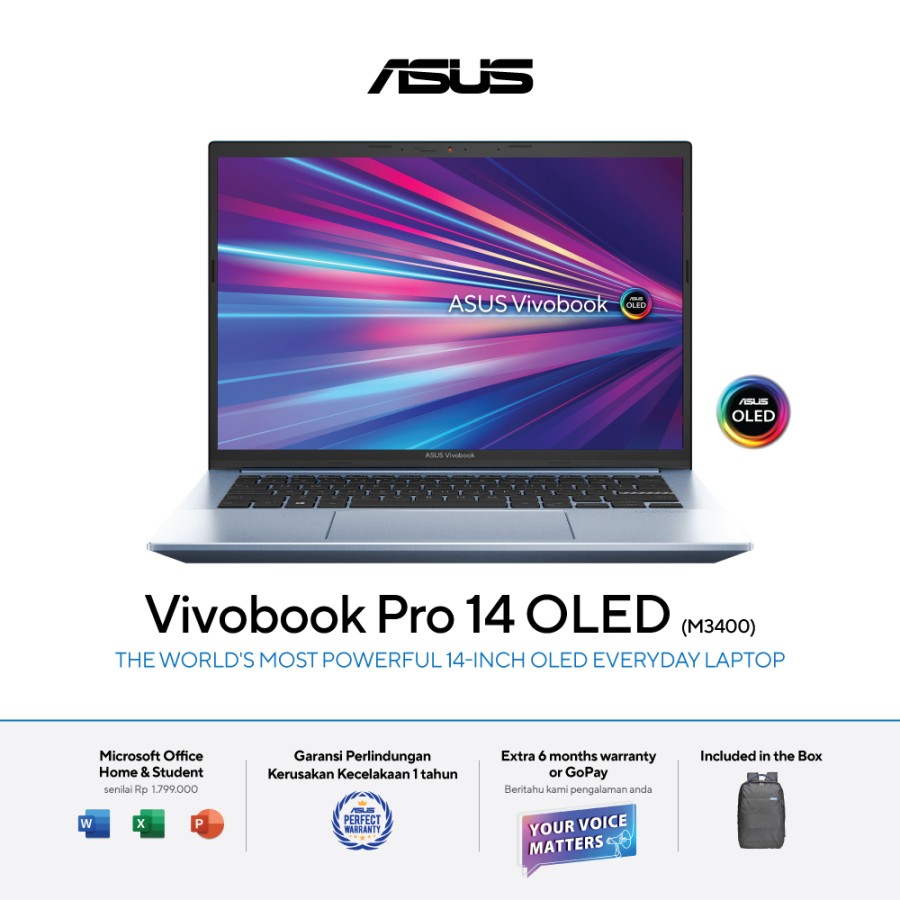 ASUS
ASUS Vivobook
ASUS
OLED
ASUS
OLED
ASUS Vivobook
Vivobook Pro 14 OLED (M3400)
THE WORLD'S MOST POWERFUL 14-INCH OLED EVERYDAY LAPTOP
Microsoft Office
Home & Student
senilai Rp 1.799.000
W
X
P
Garansi Perlindungan
Kerusakan Kecelakaan 1 tahun
ASUS
PERFECT
WARRANTY
Extra 6 months warranty
or GoPay
Beritahu kami pengalaman anda
YOUR VOICE
MATTERS
Included in the Box